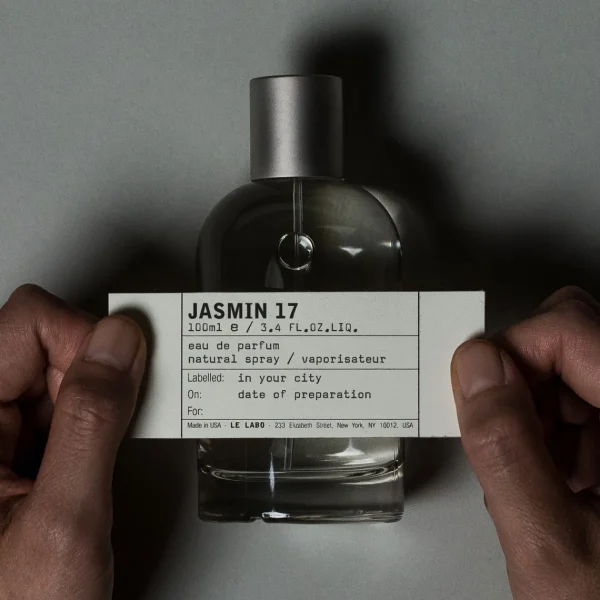 JASMIN 17
100ml e / 3.4 FL.OZ.LIQ.
eau de parfum
natural spray / vaporisateur
Labelled: in your city
On: date of preparation
For:
Made in USA - LE LABO - 233 Elizabeth Street, New York, NY 10012, USA